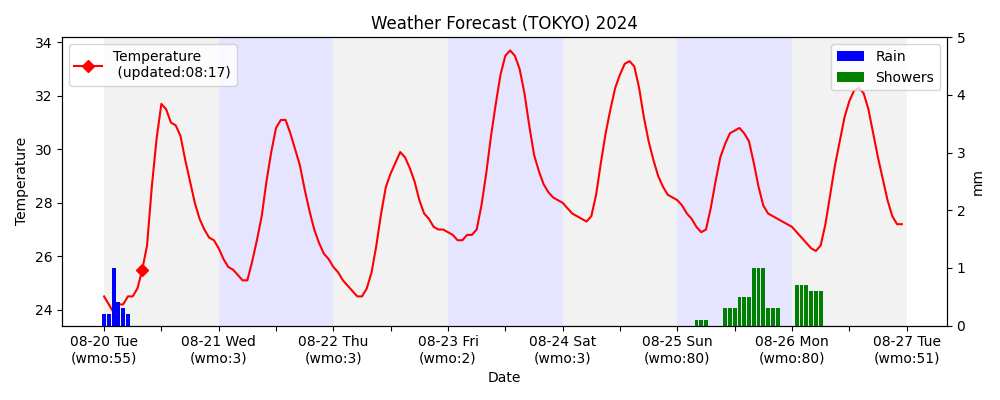 Weather Forecast (TOKYO) 2024
Temperature
(updated:08:17)
Rain
Showers
34
32
30
28
26
24
Temperature
5
4
3
2
1
0
mm
08-20 Tue 08-21 Wed 08-22 Thu 08-23 Fri 08-24 Sat 08-25 Sun 08-26 Mon 08-27 Tue
(wmo:55) (wmo:3) (wmo:3) (wmo:2) (wmo:3) (wmo:80) (wmo:80) (wmo:51)
Date